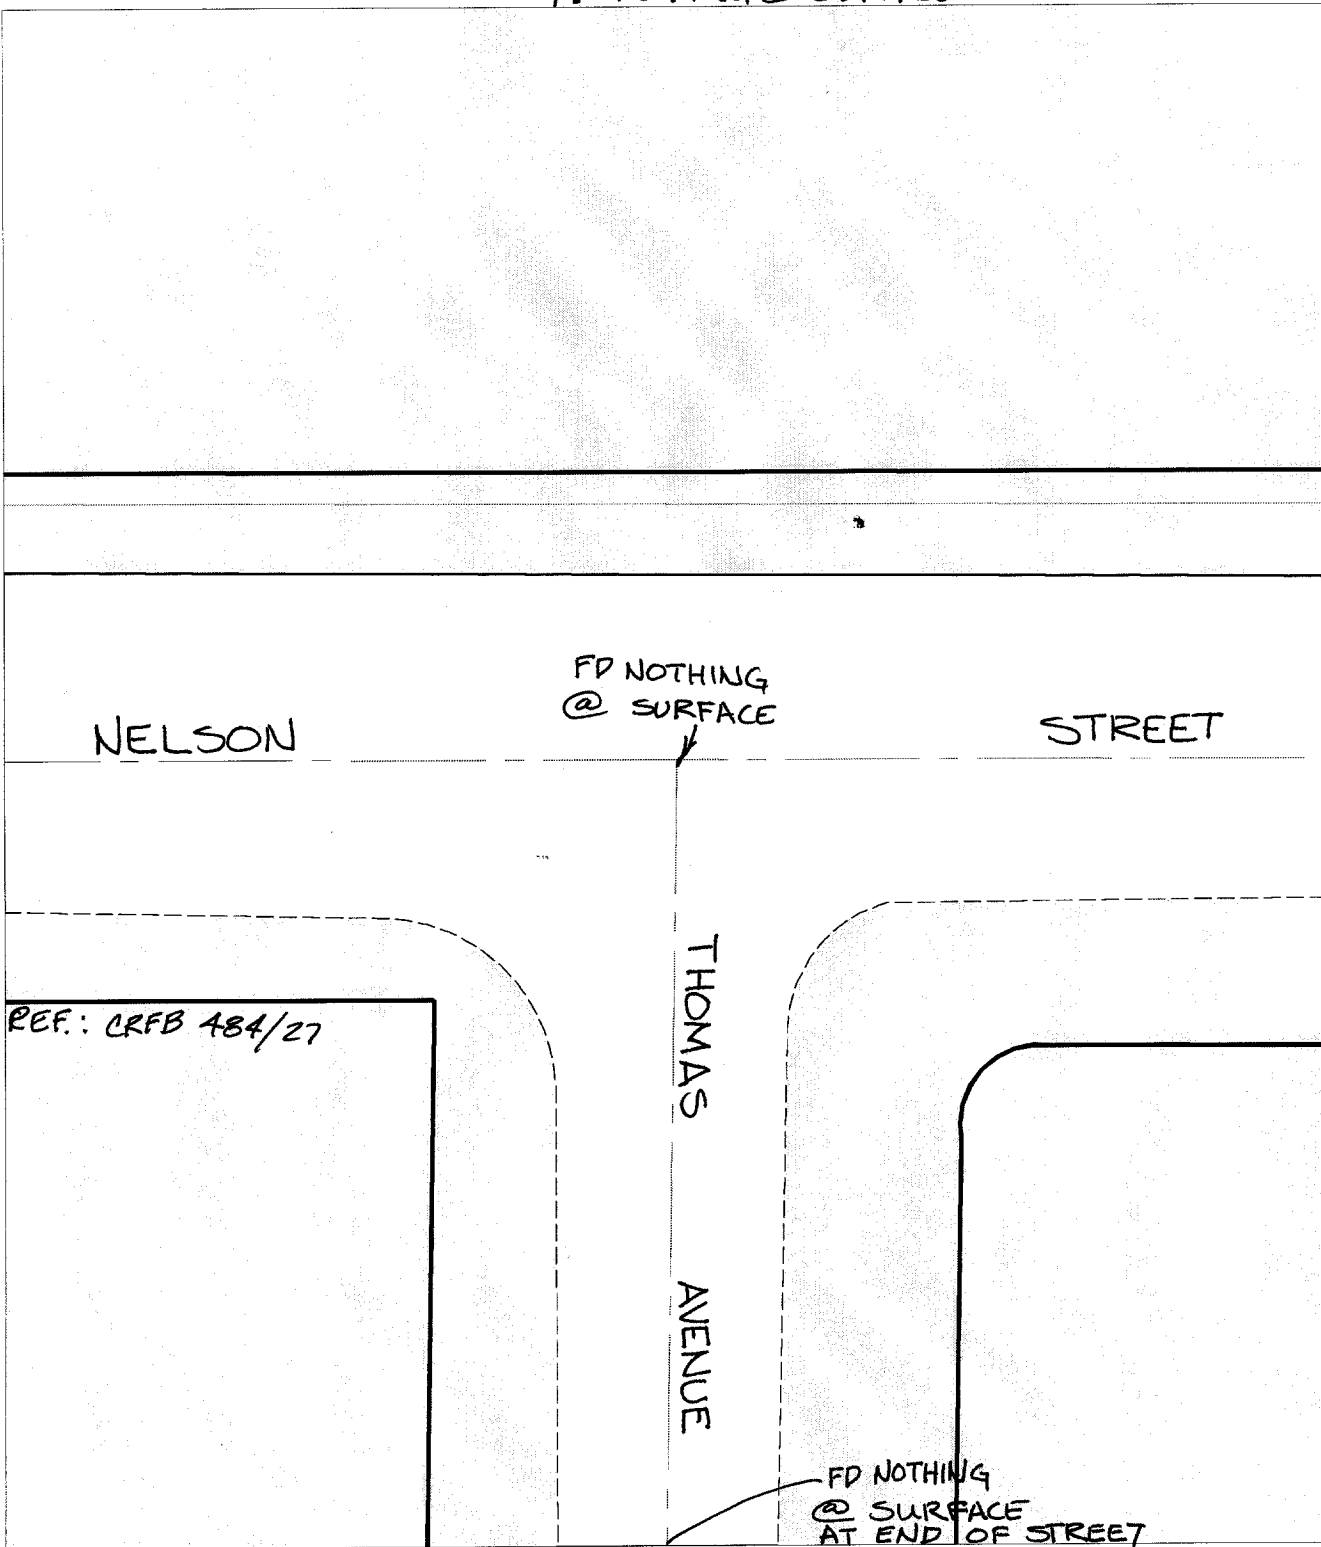 FD NOTHING
@ SURFACE
NELSON STREET
THOMAS AVENUE
REF.: CRFB 484/27
FD NOTHING
@ SURFACE
AT END OF STREET